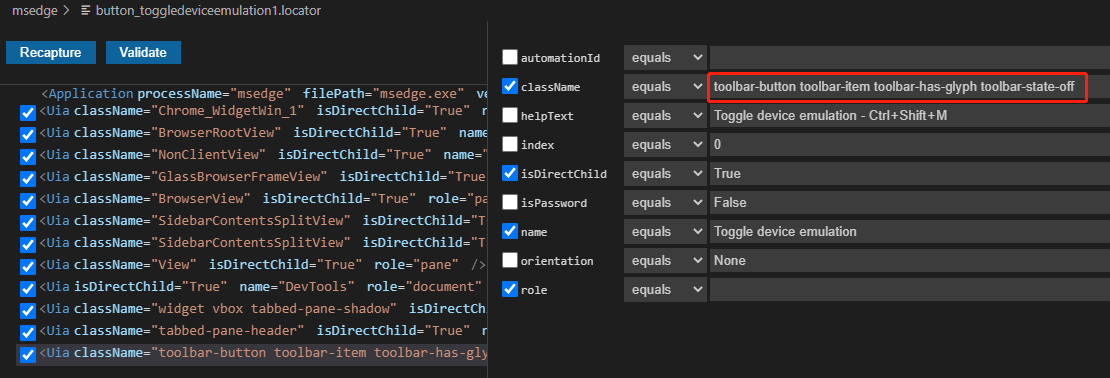 msedge > button_toggledeviceemulation1.locator
Recapture Validate
<Application processName="msedge" filePath="msedge.exe" ve
<Uia className="Chrome_WidgetWin_1" isDirectChild="True"
<Uia className="BrowserRootView" isDirectChild="True" name
<Uia className="NonClientView" isDirectChild="True" name="
<Uia className="GlassBrowserFrameView" isDirectChild="True
<Uia className="BrowserView" isDirectChild="True" role="pa
<Uia className="SidebarContentsSplitView" isDirectChild="T
<Uia className="SidebarContentsSplitView" isDirectChild="T
<Uia className="View" isDirectChild="True" role="pane" />
<Uia isDirectChild="True" name="DevTools" role="document"
<Uia className="widget vbox tabbed-pane-shadow" isDirectCh
<Uia className="tabbed-pane-header" isDirectChild="True"
<Uia className="toolbar-button toolbar-item toolbar-has-gly
automationId equals
className equals toolbar-button toolbar-item toolbar-has-glyph toolbar-state-off
helpText equals Toggle device emulation - Ctrl+Shift+M
index equals 0
isDirectChild equals True
isPassword equals False
name equals Toggle device emulation
orientation equals None
role equals